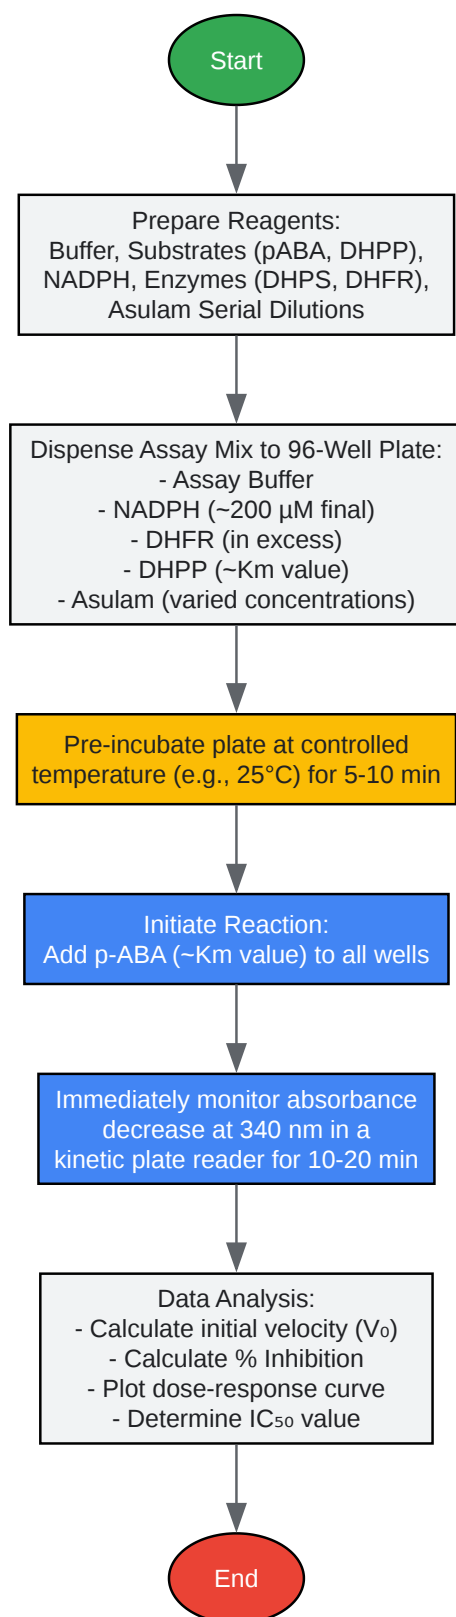 Start
Prepare Reagents:
Buffer, Substrates (pABA, DHPP),
NADPH, Enzymes (DHPS, DHFR),
Asulam Serial Dilutions
Dispense Assay Mix to 96-Well Plate:
- Assay Buffer
- NADPH (~200 µM final)
- DHFR (in excess)
- DHPP (~Km value)
- Asulam (varied concentrations)
Pre-incubate plate at controlled
temperature (e.g., 25°C) for 5-10 min
Initiate Reaction:
Add p-ABA (~Km value) to all wells
Immediately monitor absorbance
decrease at 340 nm in a
kinetic plate reader for 10-20 min
Data Analysis:
- Calculate initial velocity (V₀)
- Calculate % Inhibition
- Plot dose-response curve
- Determine IC₅₀ value
End